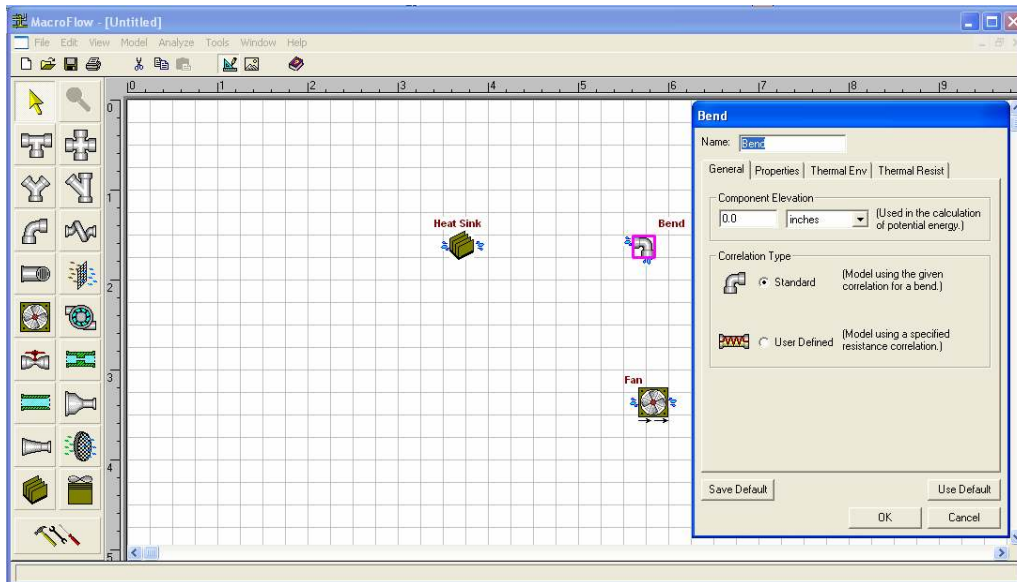 MacroFlow - [Untitled]
File Edit View Model Analyze Tools Window Help
0 1 2 3 4 5 6 7 8 9
0
1
2
3
4
5
Heat Sink
Bend
Fan
Bend
Name: Bend
General Properties Thermal Env Thermal Resist
Component Elevation
0.0 inches (Used in the calculation
of potential energy.)
Correlation Type
Standard (Model using the given
correlation for a bend.)
User Defined (Model using a specified
resistance correlation.)
Save Default Use Default
OK Cancel